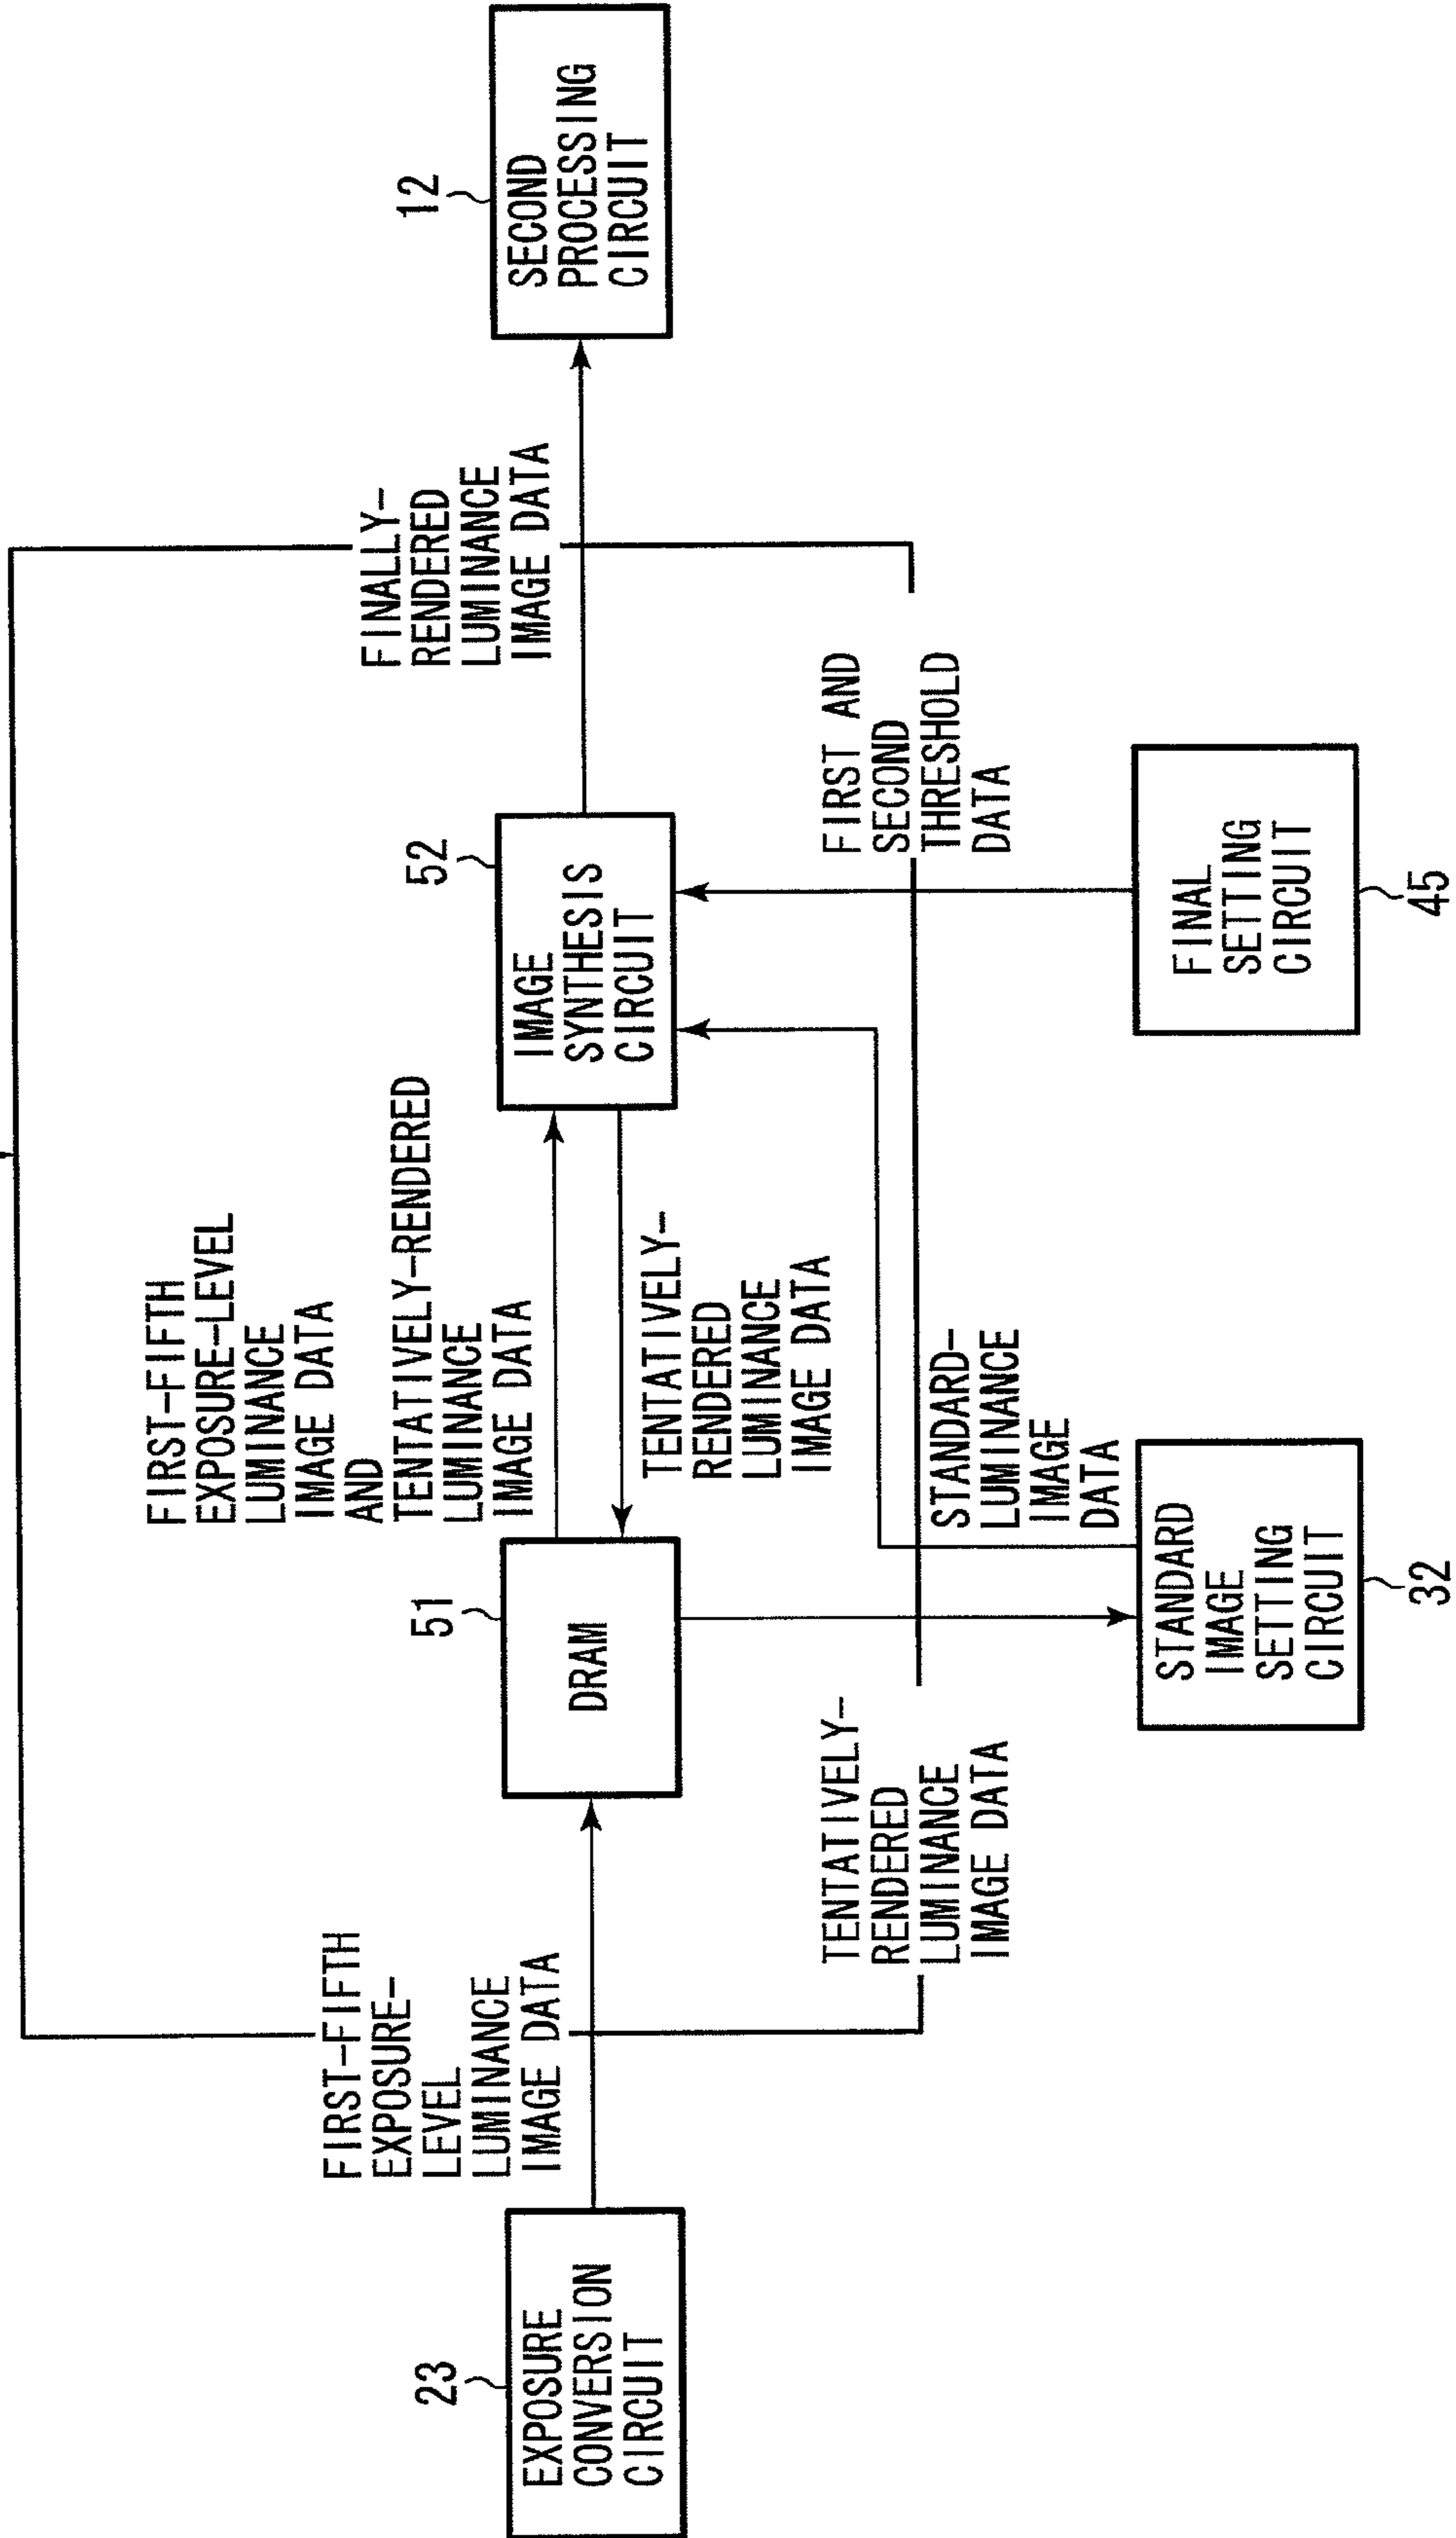 FIRST-FIFTH
EXPOSURE-LEVEL
LUMINANCE
IMAGE DATA
AND
TENTATIVELY-RENDERED
LUMINANCE
IMAGE DATA
FIRST-FIFTH
EXPOSURE-
LEVEL
LUMINANCE
IMAGE DATA
FINALLY-
RENDERED
LUMINANCE
IMAGE DATA
23
EXPOSURE
CONVERSION
CIRCUIT
51
DRAM
52
IMAGE
SYNTHESIS
CIRCUIT
12
SECOND
PROCESSING
CIRCUIT
TENTATIVELY-
RENDERED
LUMINANCE
IMAGE DATA
TENTATIVELY-
RENDERED
LUMINANCE
IMAGE DATA
STANDARD-
LUMINANCE
IMAGE
DATA
FIRST AND
SECOND
THRESHOLD
DATA
STANDARD
IMAGE
SETTING
CIRCUIT
32
FINAL
SETTING
CIRCUIT
45